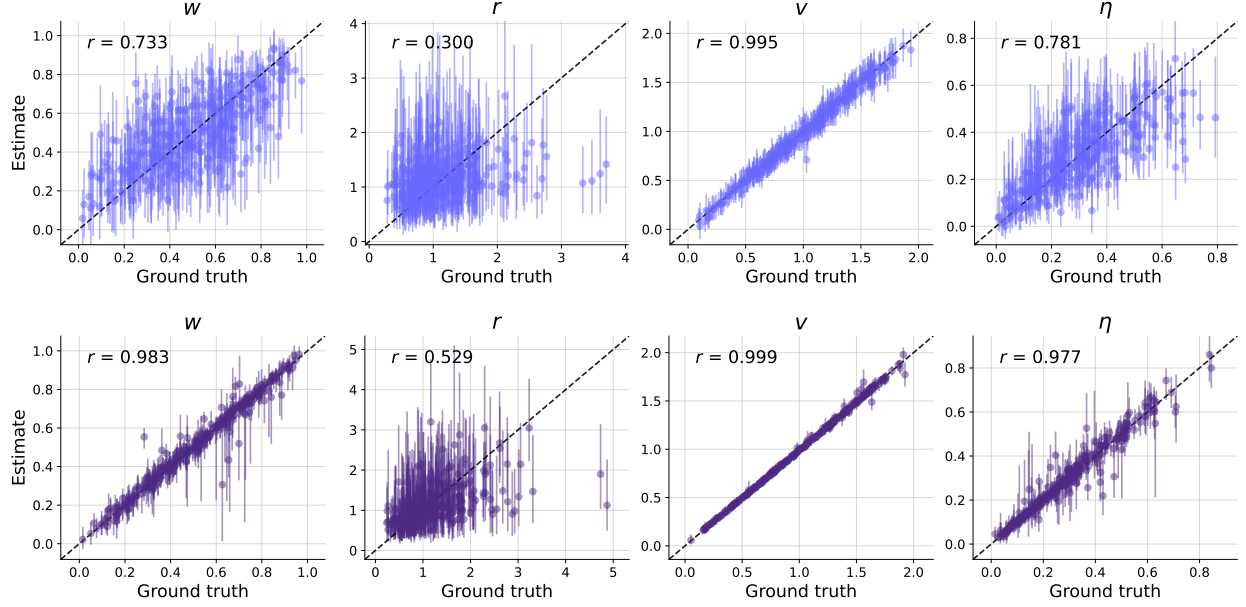 w
r
v
η
r = 0.733
r = 0.300
r = 0.995
r = 0.781
Estimate
1.0
0.8
0.6
0.4
0.2
0.0
4
3
2
1
0
2.0
1.5
1.0
0.5
0.0
0.8
0.6
0.4
0.2
0.0
0.0 0.2 0.4 0.6 0.8 1.0
0 1 2 3 4
0.0 0.5 1.0 1.5 2.0
0.0 0.2 0.4 0.6 0.8
Ground truth
Ground truth
Ground truth
Ground truth
w
r
v
η
r = 0.983
r = 0.529
r = 0.999
r = 0.977
Estimate
1.0
0.8
0.6
0.4
0.2
0.0
5
4
3
2
1
0
2.0
1.5
1.0
0.5
0.0
0.8
0.6
0.4
0.2
0.0
0.0 0.2 0.4 0.6 0.8 1.0
0 1 2 3 4 5
0.0 0.5 1.0 1.5 2.0
0.0 0.2 0.4 0.6 0.8
Ground truth
Ground truth
Ground truth
Ground truth